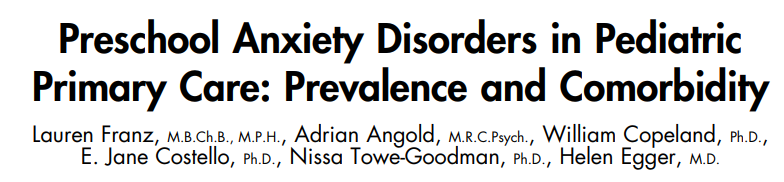 Preschool Anxiety Disorders in Pediatric
Primary Care: Prevalence and Comorbidity
Lauren Franz, M.B.Ch.B., M.P.H., Adrian Angold, M.R.C.Psych., William Copeland, Ph.D.,
E. Jane Costello, Ph.D., Nissa Towe-Goodman, Ph.D., Helen Egger, M.D.